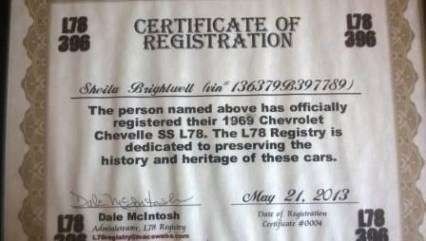 L78 CERTIFICATE OF L78
396 REGISTRATION 396
Sheila Brightwell (vin# 136379B397789)
The person named above has officially
registered their 1969 Chevrolet
Chevelle SS L78. The L78 Registry is
dedicated to preserving the
history and heritage of these cars.
Dale McIntosh May 21, 2013
L78 Dale McIntosh Date of Registration L78
396 Administrator, L78 Registry Certificate #0004 396